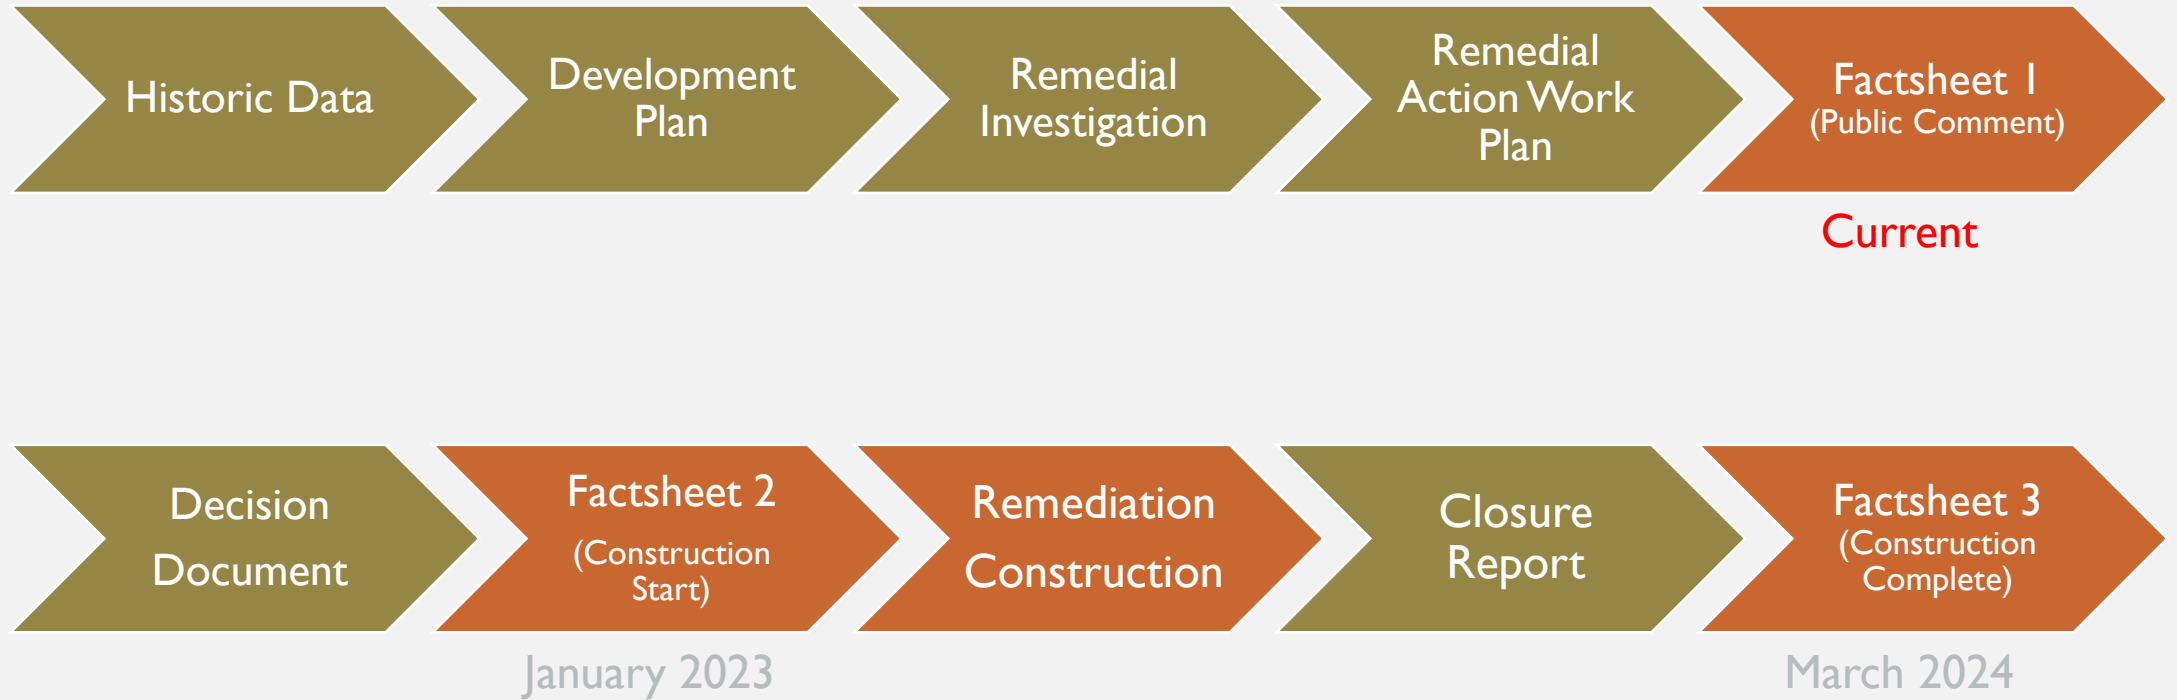 Historic Data
Development
Plan
Remedial
Investigation
Remedial
Action Work
Plan
Factsheet 1
(Public Comment)
Current
Decision
Document
Factsheet 2
(Construction
Start)
Remediation
Construction
Closure
Report
Factsheet 3
(Construction
Complete)
January 2023
March 2024